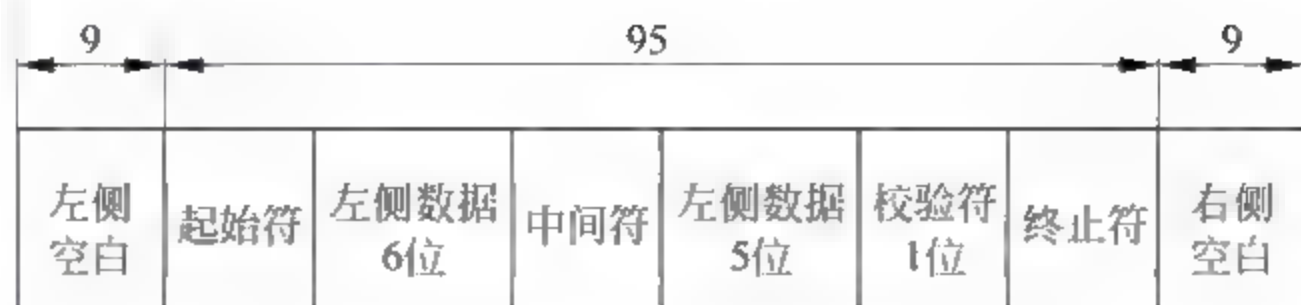 9 95 9
左侧 空白
起始符
左侧数据 6位
中间符
左侧数据 5位
校验符 1位
终止符
右侧 空白